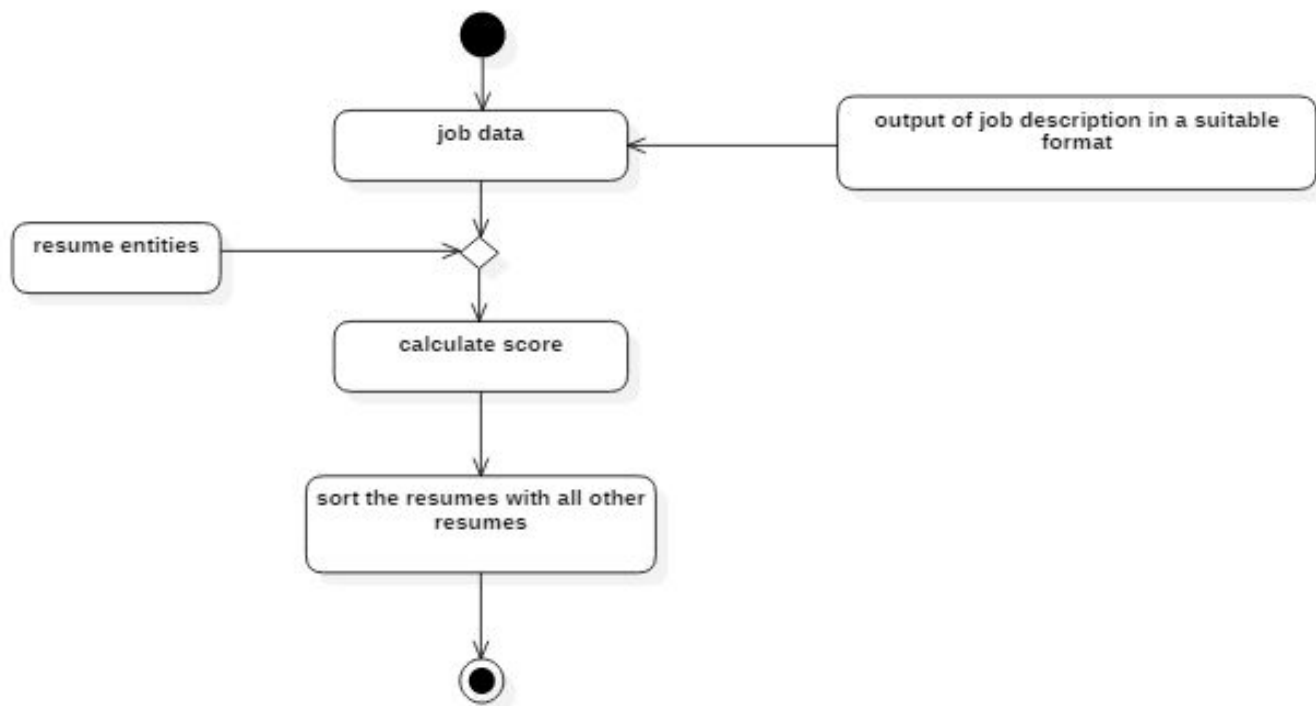 job data
output of job description in a suitable
format
resume entities
calculate score
sort the resumes with all other
resumes